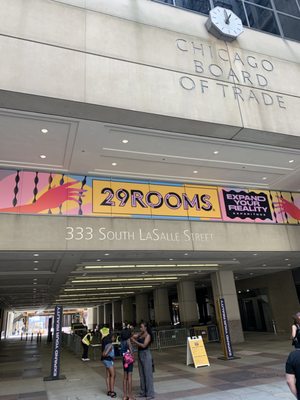 CHICAGO
BOARD
OF TRADE
29ROOMS
EXPAND
YOUR
REALITY
333 SOUTH LASALLE STREET